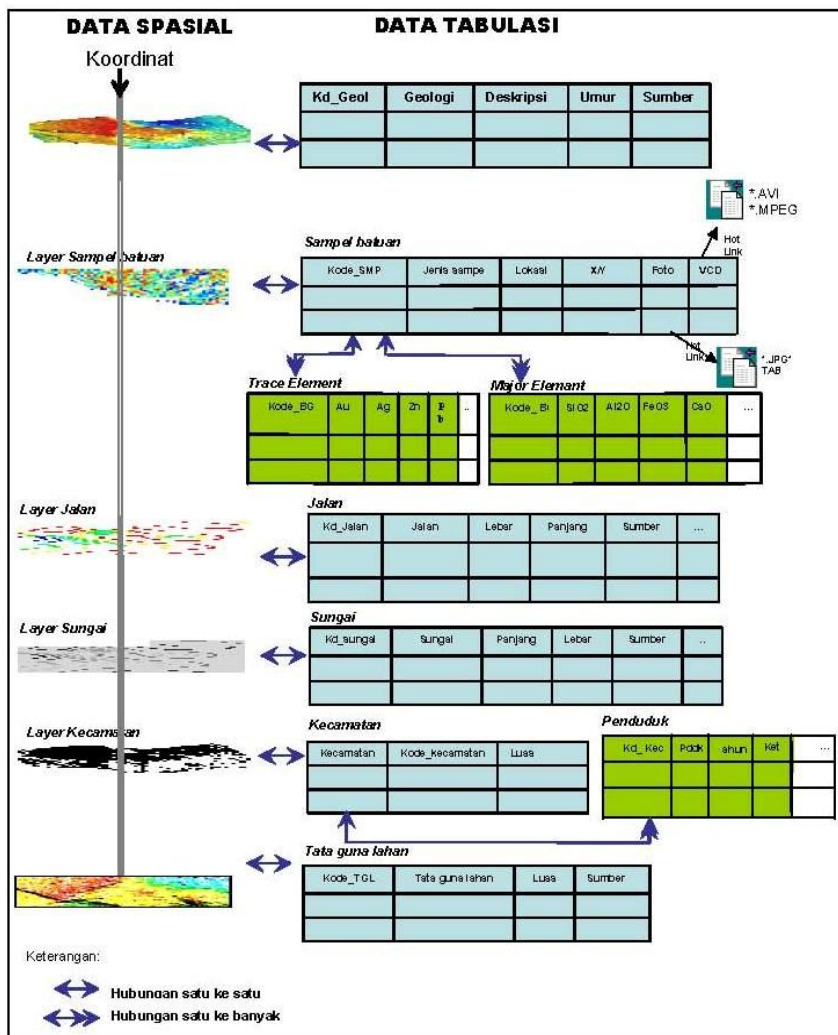 DATA SPASIAL
DATA TABULASI
Koordinat
Kd_Geol Geologi Deskripsi Umur Sumber
*.AVI
*.MPEG
Hot
Link
Layer Sampel batuan
Sampel batuan
Kode_SMP Jenis sampe Lokasi X/Y Foto VCD
Hot
Link
*.JPG*
TAB
Trace Element
Kode_BG Au Ag Zn ..
Major Elemant
Kode_Bi SiO2 Al2O FeO3 CaO ...
Layer Jalan
Jalan
Kd_Jalan Jalan Lebar Panjang Sumber ...
Layer Sungai
Sungai
Kd_sungai Sungai Panjang Lebar Sumber ..
Layer Kecamatan
Kecamatan
Kecamatan Kode_kecamatan Luas
Penduduk
Kd_Kec Pddk ahun Ket ...
Tata guna lahan
Kode_TGL Tata guna lahan Luas Sumber
Keterangan:
Hubungan satu ke satu
Hubungan satu ke banyak